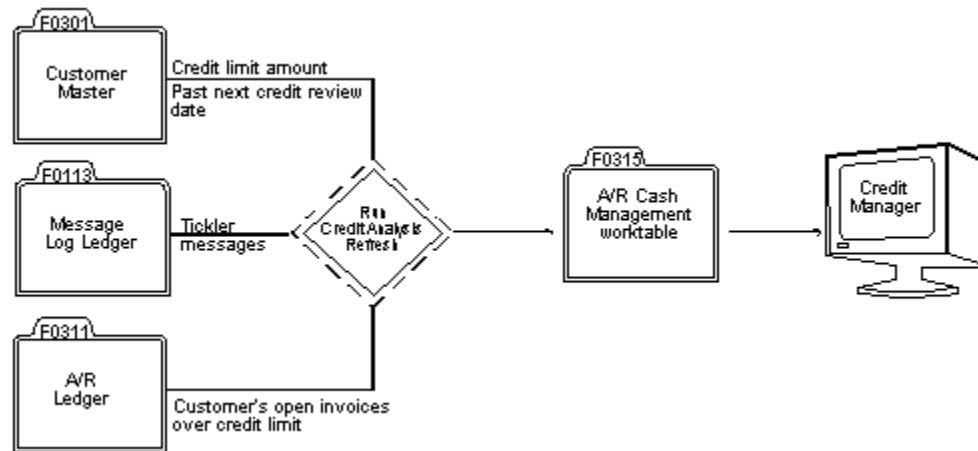 F0301
Customer
Master
Credit limit amount
Past next credit review
date
F0113
Message
Log Ledger
Tickler
messages
Run
Credit Analysis
Refresh
F0315
A/R Cash
Management
worktable
Credit
Manager
F0311
A/R
Ledger
Customer's open invoices
over credit limit